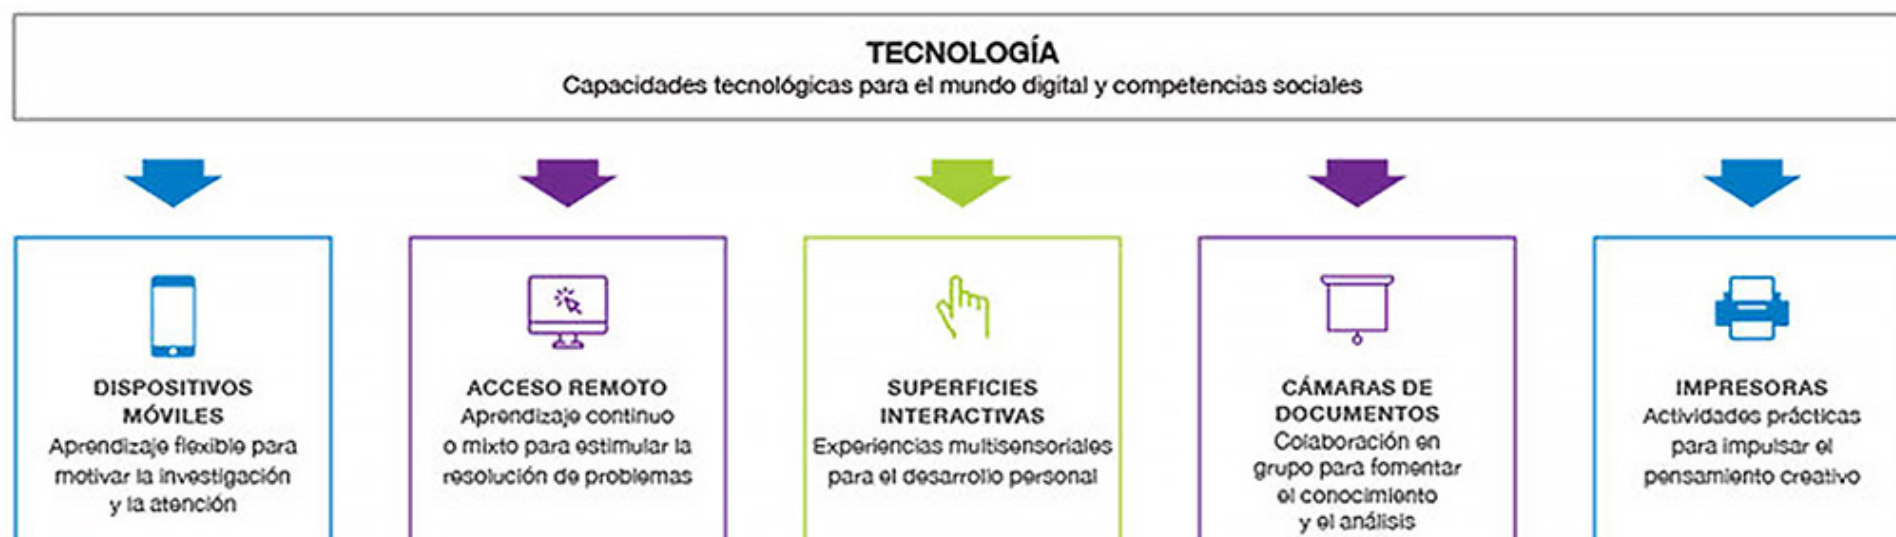 TECNOLOGÍA
Capacidades tecnológicas para el mundo digital y competencias sociales
DISPOSITIVOS
MÓVILES
Aprendizaje flexible para
motivar la investigación
y la atención
ACCESO REMOTO
Aprendizaje continuo
o mixto para estimular la
resolución de problemas
SUPERFICIES
INTERACTIVAS
Experiencias multisensoriales
para el desarrollo personal
CÁMARAS DE
DOCUMENTOS
Colaboración en
grupo para fomentar
el conocimiento
y el análisis
IMPRESORAS
Actividades prácticas
para impulsar el
pensamiento creativo